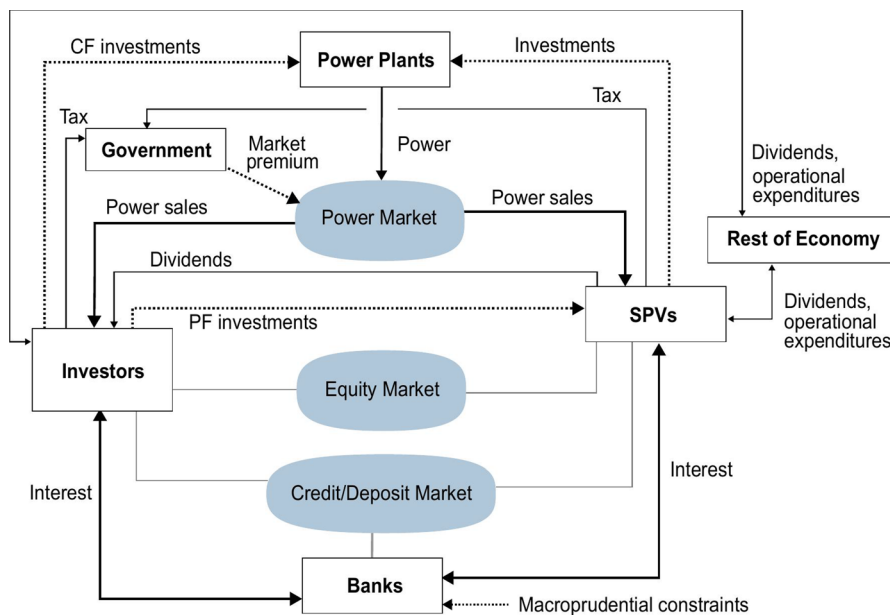 CF investments
Investments
Power Plants
Tax
Tax
Government
Market
premium
Power
Dividends,
operational
expenditures
Power sales
Power Market
Power sales
Rest of Economy
Dividends
PF investments
SPVs
Dividends,
operational
expenditures
Investors
Equity Market
Interest
Credit/Deposit Market
Interest
Banks
Macroprudential constraints